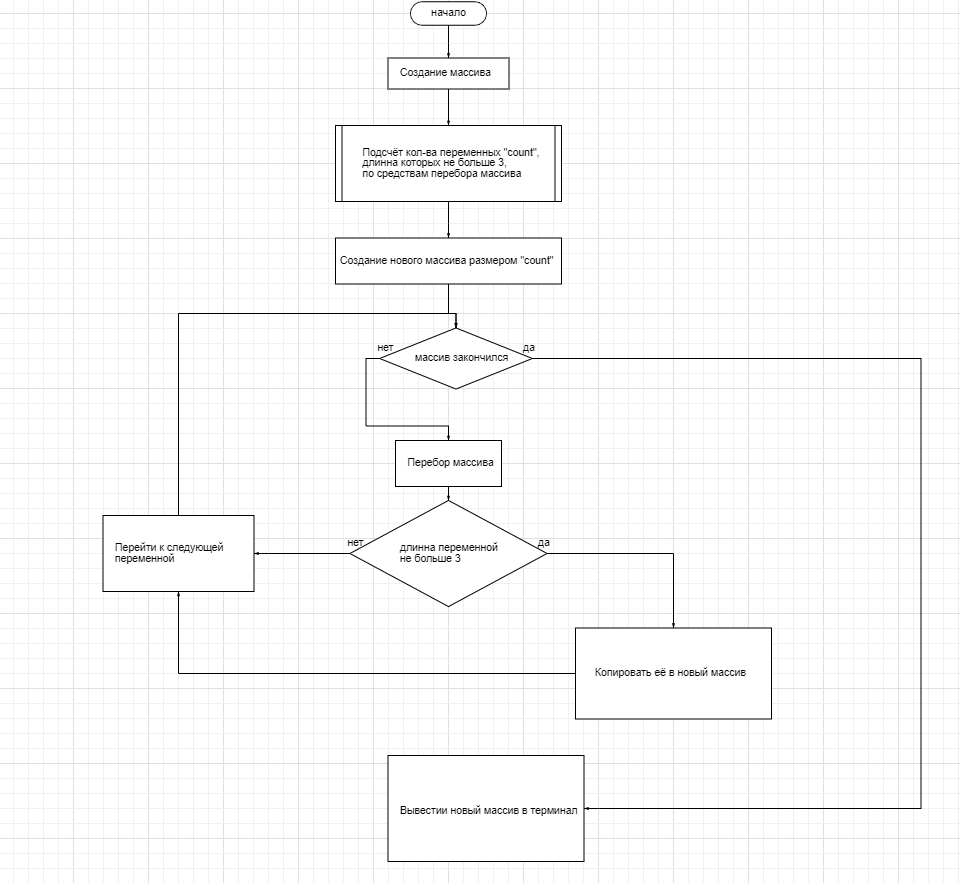 начало
Создание массива
Подсчёт кол-ва переменных "count",
длинна которых не больше 3,
по средствам перебора массива
Создание нового массива размером "count"
нет
да
массив закончился
Перебор массива
нет
да
длинна переменной
не больше 3
Перейти к следующей
переменной
Копировать её в новый массив
Вывестии новый массив в терминал